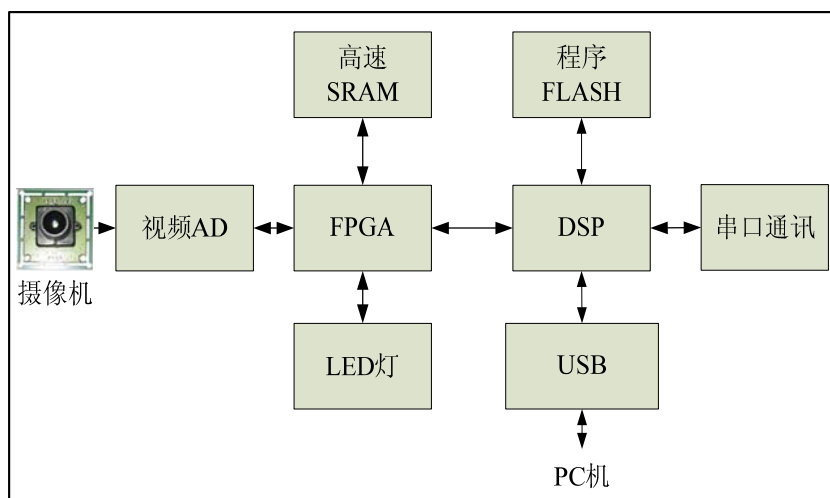 高速
SRAM
程序
FLASH
视频AD
FPGA
DSP
串口通讯
摄像机
LED灯
USB
PC机